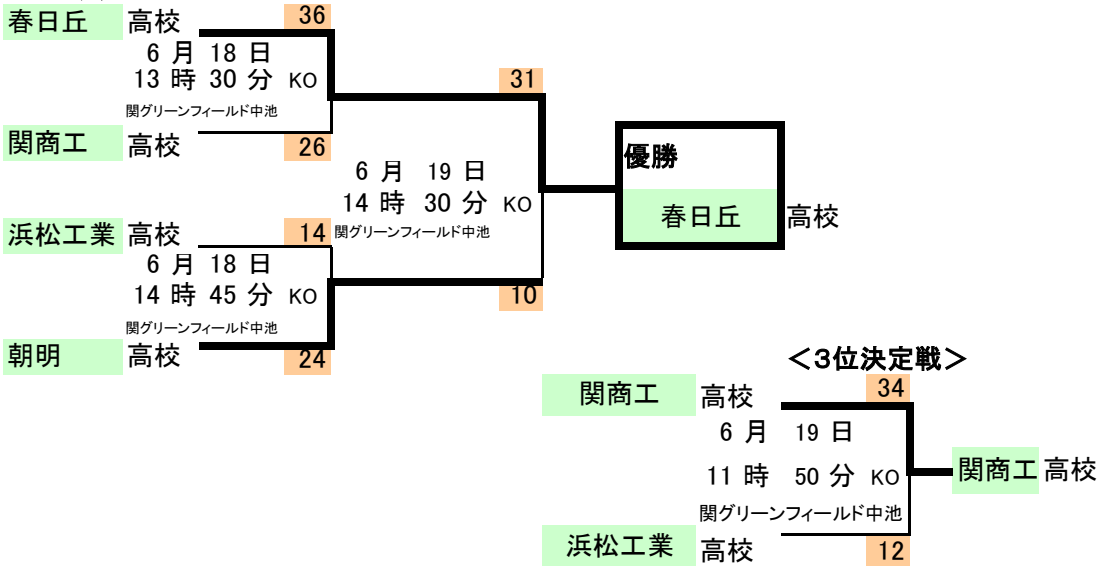 春日丘 高校 36
6 月 18 日
13 時 30 分 KO
関グリーンフィールド中池
関商工 高校 26
31
6 月 19 日
14 時 30 分 KO
関グリーンフィールド中池
10
浜松工業 高校 14
6 月 18 日
14 時 45 分 KO
関グリーンフィールド中池
朝明 高校 24
優勝
春日丘 高校
＜3位決定戦＞
関商工 高校 34
6 月 19 日
11 時 50 分 KO
関グリーンフィールド中池
浜松工業 高校 12
関商工 高校